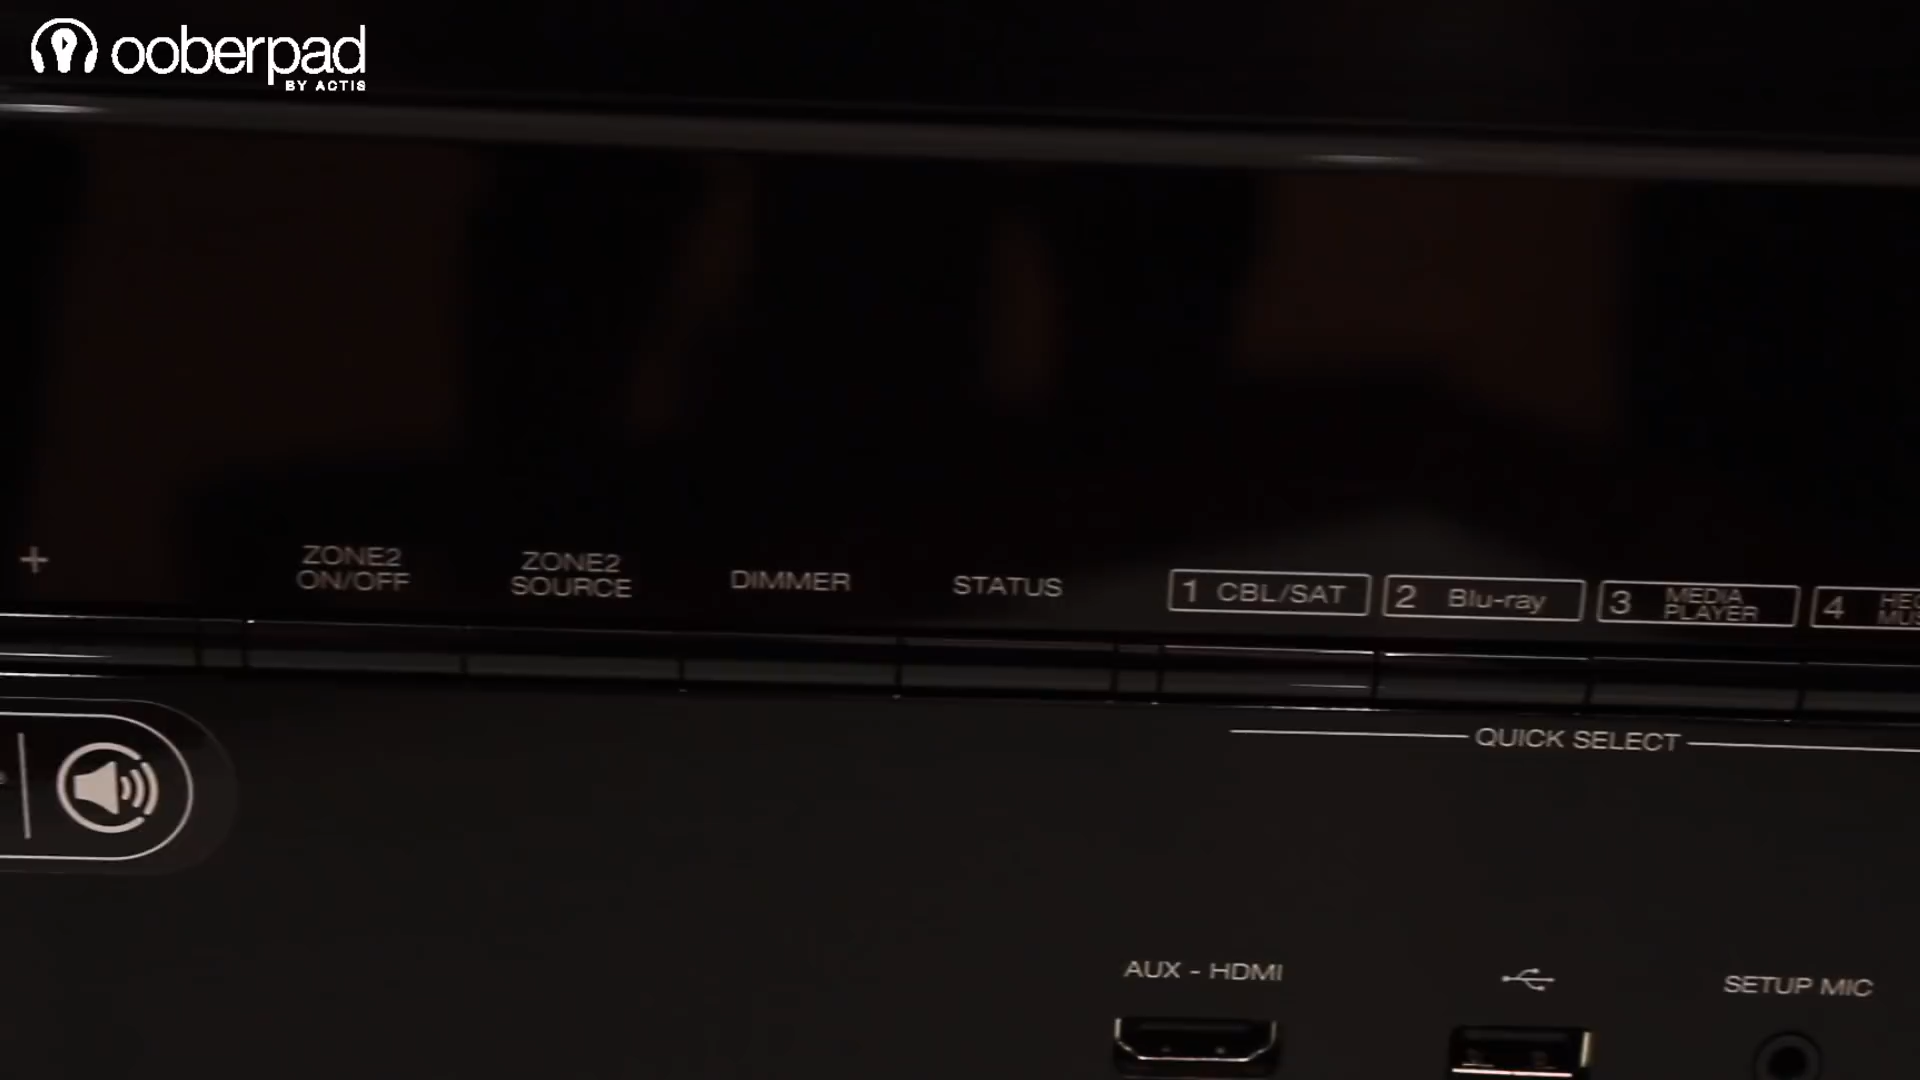 ooberpad
BY ACTIS
+
ZONE2
ON/OFF
ZONE2
SOURCE
DIMMER
STATUS
1 CBL/SAT
2 Blu-ray
3 MEDIA
PLAYER
4
QUICK SELECT
AUX - HDMI
SETUP MIC